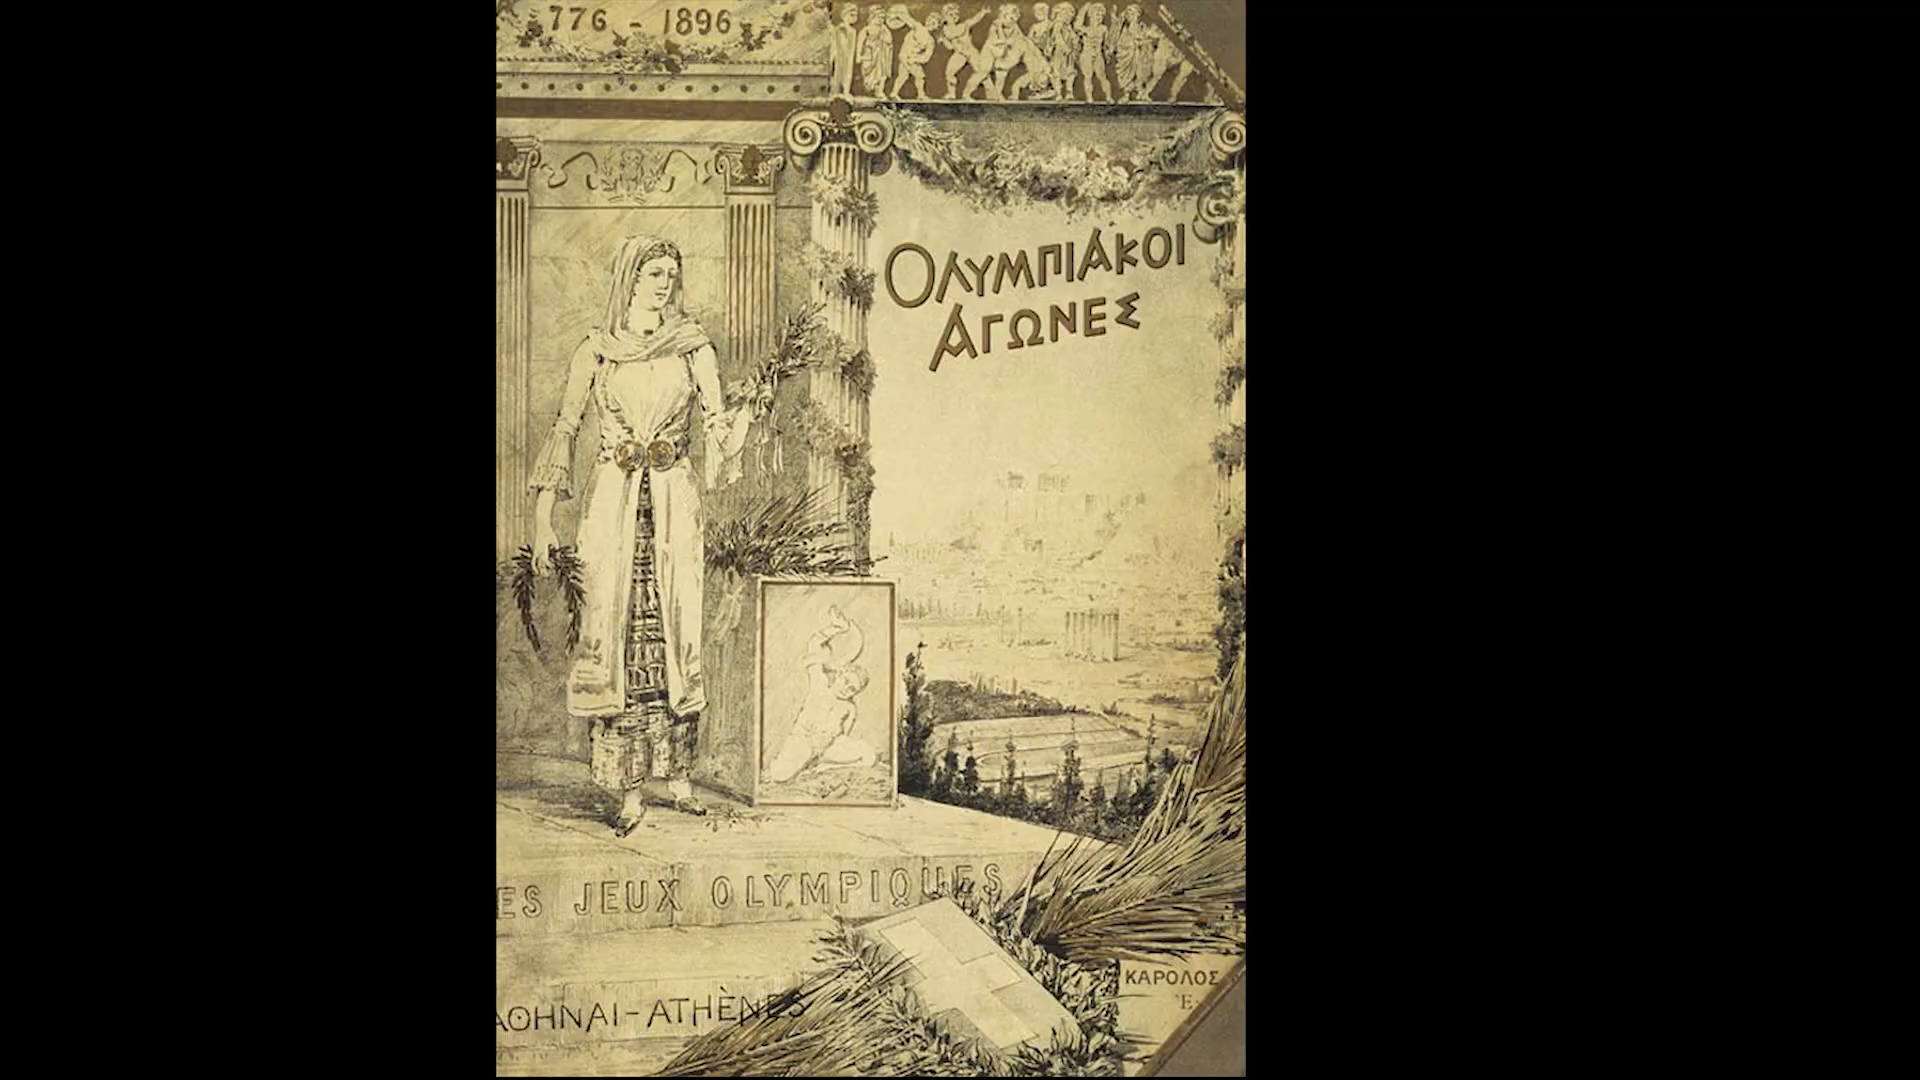 776 - 1896
ΟΛΥΜΠΙΑΚΟΙ
ΑΓΩΝΕΣ
ES JEUX OLYMPIQUES
ΑΘΗΝΑΙ - ATHÈNES
ΚΑΡΟΛΟΣ
Έ